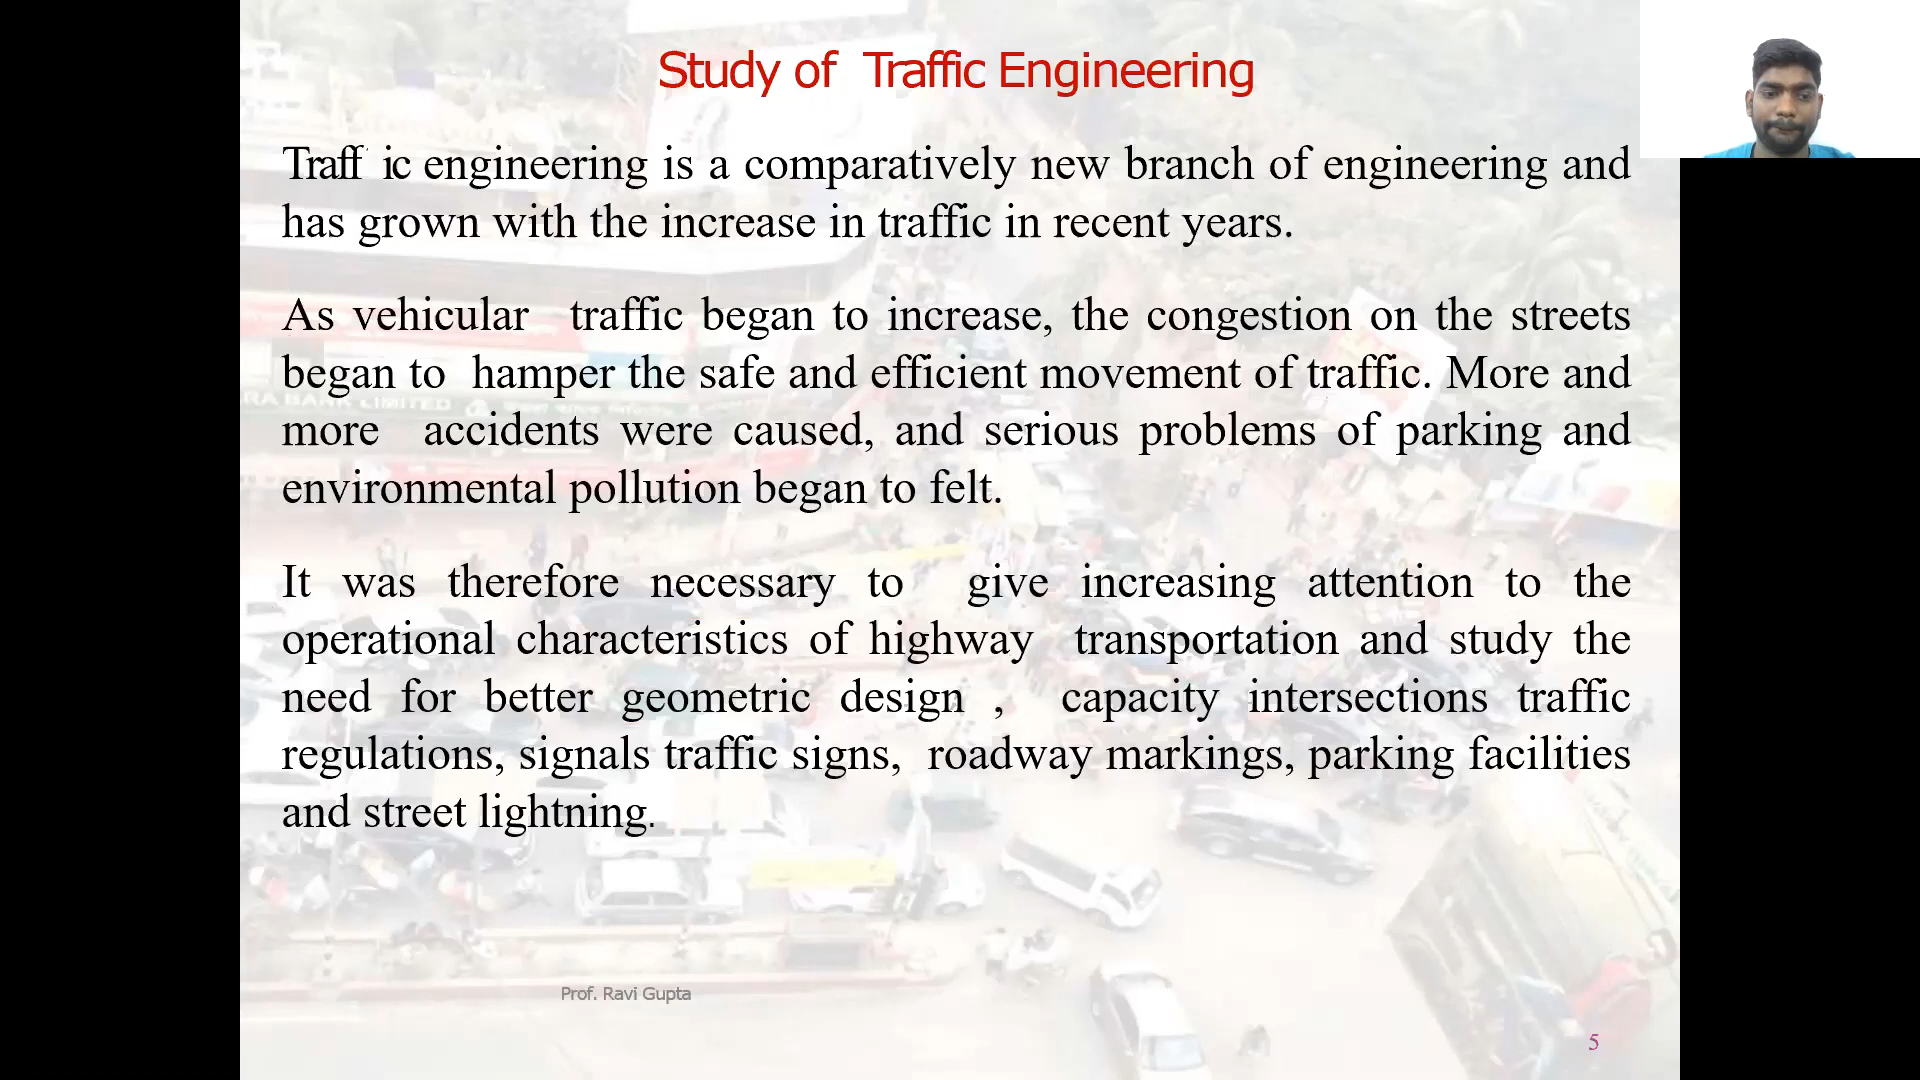 Study of Traffic Engineering
Traffic engineering is a comparatively new branch of engineering and
has grown with the increase in traffic in recent years.
As vehicular traffic began to increase, the congestion on the streets
began to hamper the safe and efficient movement of traffic. More and
more accidents were caused, and serious problems of parking and
environmental pollution began to felt.
It was therefore necessary to give increasing attention to the
operational characteristics of highway transportation and study the
need for better geometric design , capacity intersections traffic
regulations, signals traffic signs, roadway markings, parking facilities
and street lightning.
RA BANK LIMITED
Prof. Ravi Gupta
5